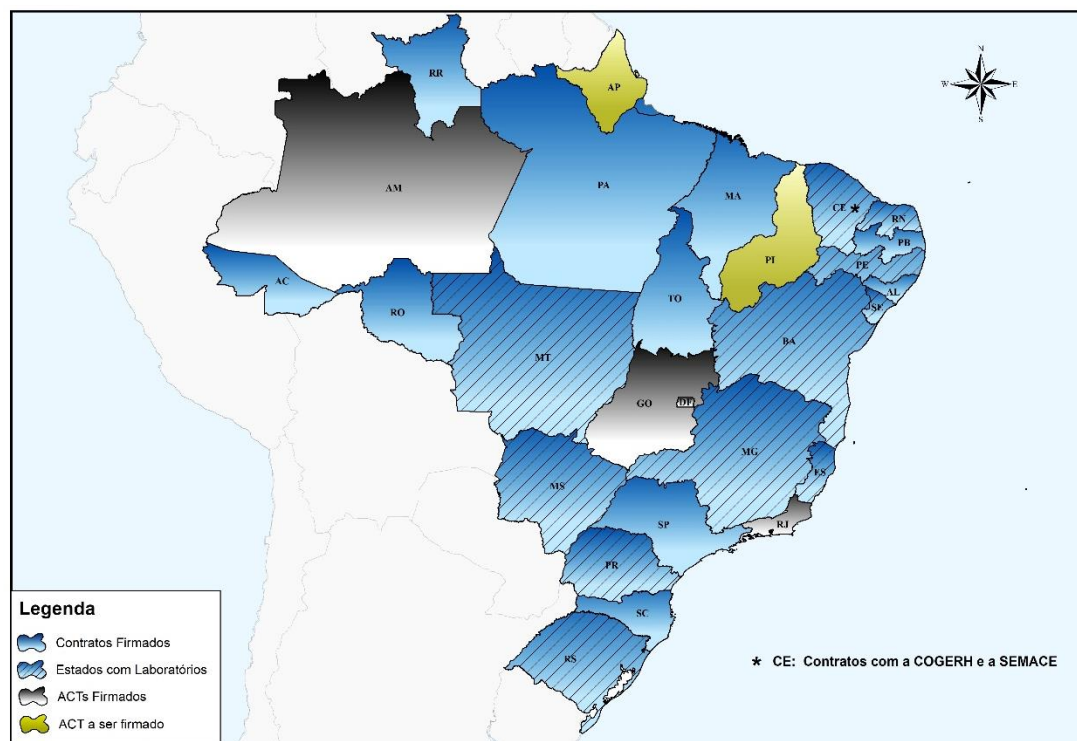 N
W
E
S
RR
AP
AM
PA
MA
CE *
RN
PB
PE
PI
AL
SE
AC
TO
RO
BA
MT
GO
DF
MG
ES
MS
SP
RJ
PR
SC
RS
Legenda
Contratos Firmados
Estados com Laboratórios
ACTs Firmados
ACT a ser firmado
* CE: Contratos com a COGERH e a SEMACE